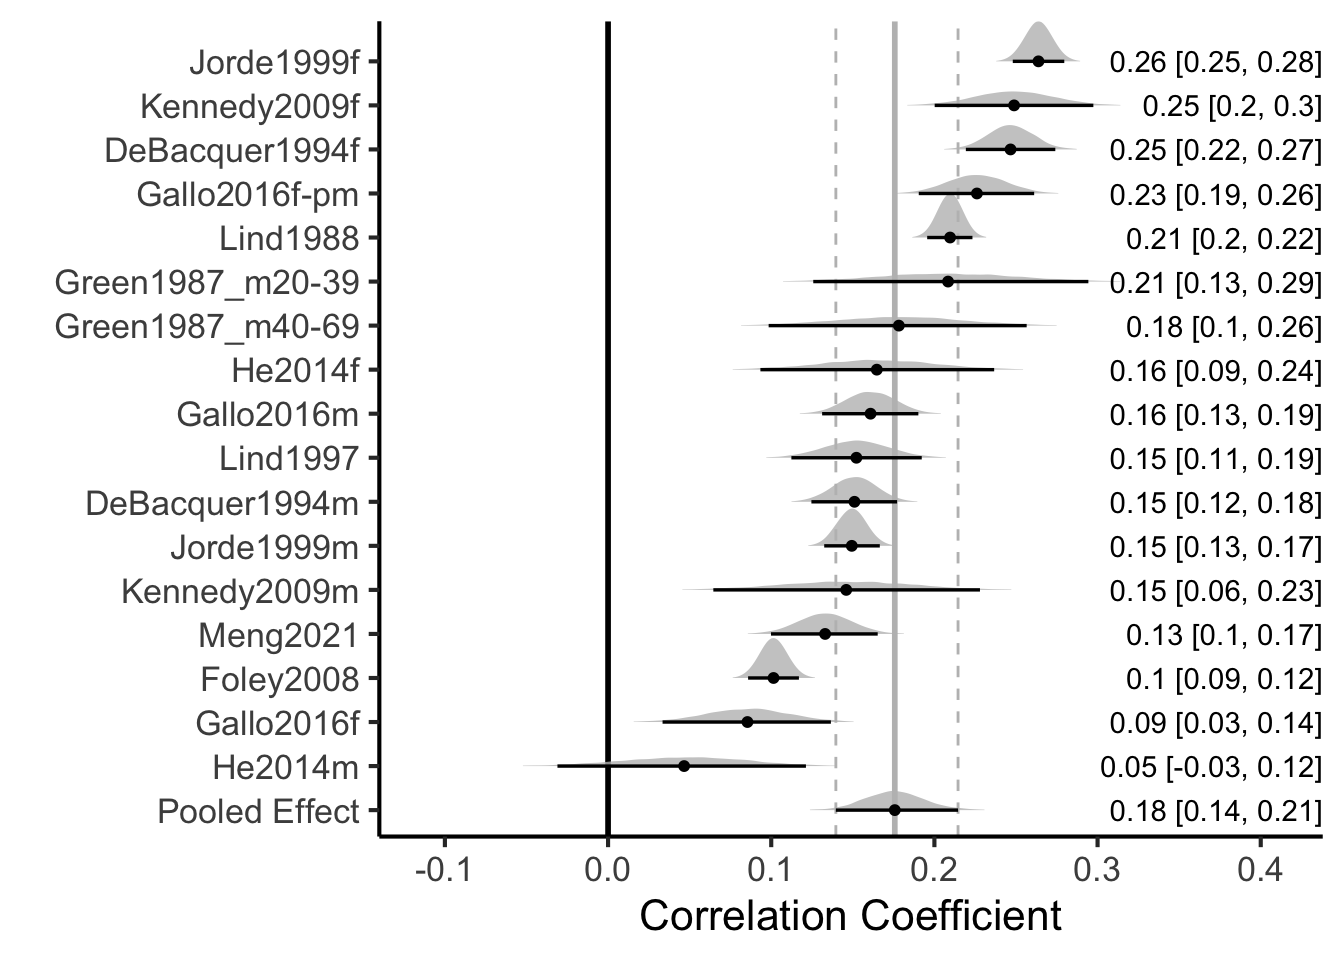 Jorde1999f 0.26 [0.25, 0.28]
Kennedy2009f 0.25 [0.2, 0.3]
DeBacquer1994f 0.25 [0.22, 0.27]
Gallo2016f-pm 0.23 [0.19, 0.26]
Lind1988 0.21 [0.2, 0.22]
Green1987_m20-39 0.21 [0.13, 0.29]
Green1987_m40-69 0.18 [0.1, 0.26]
He2014f 0.16 [0.09, 0.24]
Gallo2016m 0.16 [0.13, 0.19]
Lind1997 0.15 [0.11, 0.19]
DeBacquer1994m 0.15 [0.12, 0.18]
Jorde1999m 0.15 [0.13, 0.17]
Kennedy2009m 0.15 [0.06, 0.23]
Meng2021 0.13 [0.1, 0.17]
Foley2008 0.1 [0.09, 0.12]
Gallo2016f 0.09 [0.03, 0.14]
He2014m 0.05 [-0.03, 0.12]
Pooled Effect 0.18 [0.14, 0.21]
-0.1 0.0 0.1 0.2 0.3 0.4
Correlation Coefficient